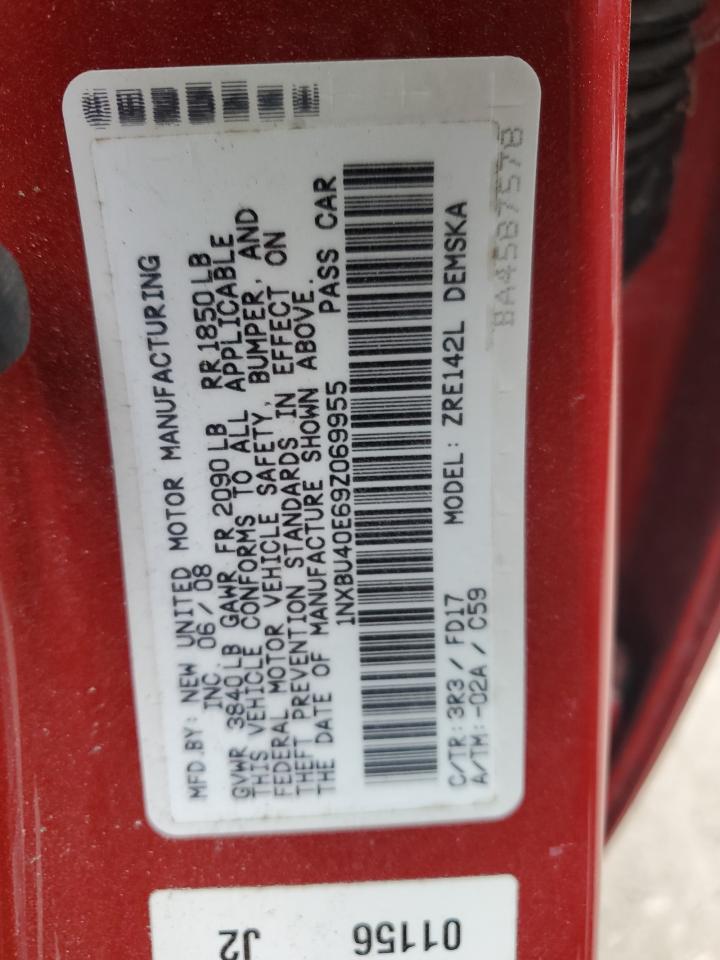 MFD.BY: NEW UNITED MOTOR MANUFACTURING
INC. 06/08
GVWR 3840LB GAWR FR 2090LB RR 1850LB
THIS VEHICLE CONFORMS TO ALL APPLICABLE
FEDERAL MOTOR VEHICLE SAFETY, BUMPER, AND
THEFT PREVENTION STANDARDS IN EFFECT ON
THE DATE OF MANUFACTURE SHOWN ABOVE.
1NXBU40E69Z069955 PASS CAR
C/TR: 3R3 / FD17 MODEL: ZRE142L DEMSKA
A/TM:-02A / C59
BA45B7578
01156
J2